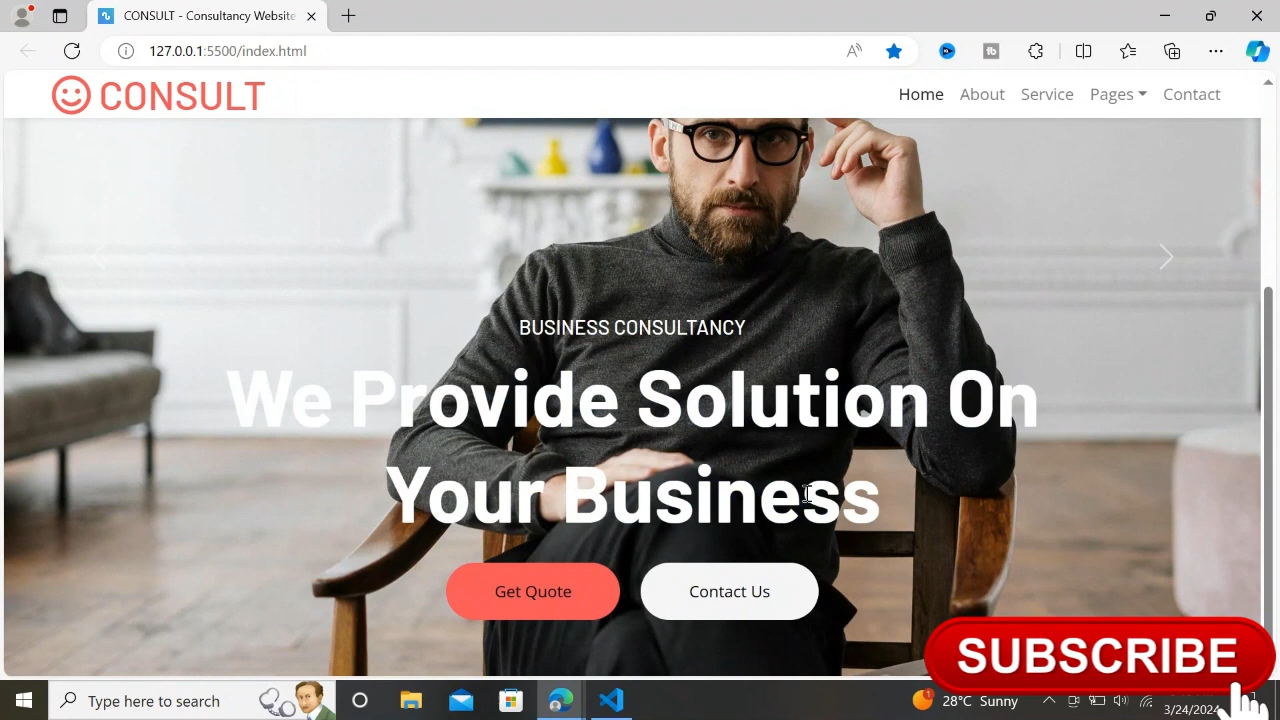 CONSULT - Consultancy Website
127.0.0.1:5500/index.html
CONSULT
Home About Service Pages Contact
BUSINESS CONSULTANCY
We Provide Solution On
Your Business
Get Quote Contact Us
SUBSCRIBE
Type here to search
1
28°C Sunny
3/24/2024